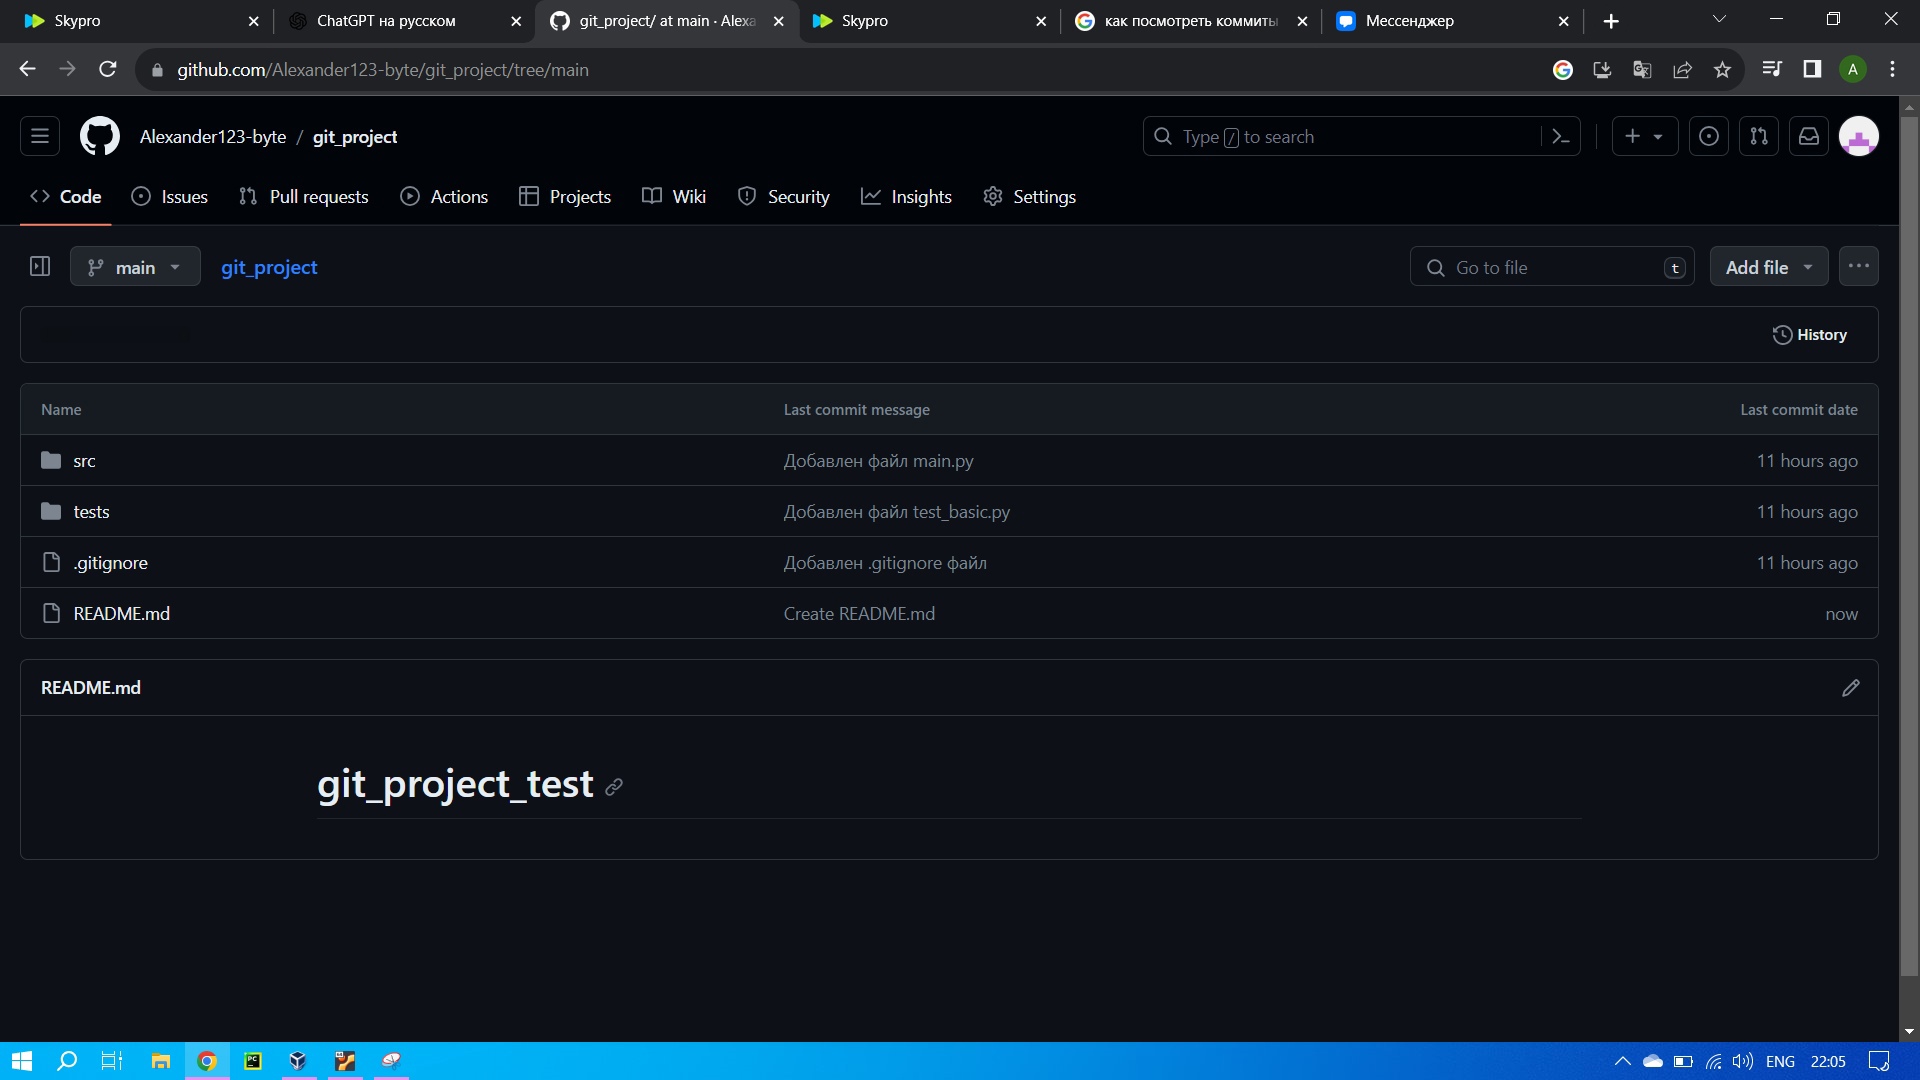 Skypro
ChatGPT на русском
git_project/ at main · Alexa
Skypro
как посмотреть коммиты
Мессенджер
github.com/Alexander123-byte/git_project/tree/main
A
Alexander123-byte / git_project
Type / to search
Code
Issues
Pull requests
Actions
Projects
Wiki
Security
Insights
Settings
main
git_project
Go to file
t
Add file
History
Name
Last commit message
Last commit date
src
Добавлен файл main.py
11 hours ago
tests
Добавлен файл test_basic.py
11 hours ago
.gitignore
Добавлен .gitignore файл
11 hours ago
README.md
Create README.md
now
README.md
git_project_test
PC
ENG
22:05